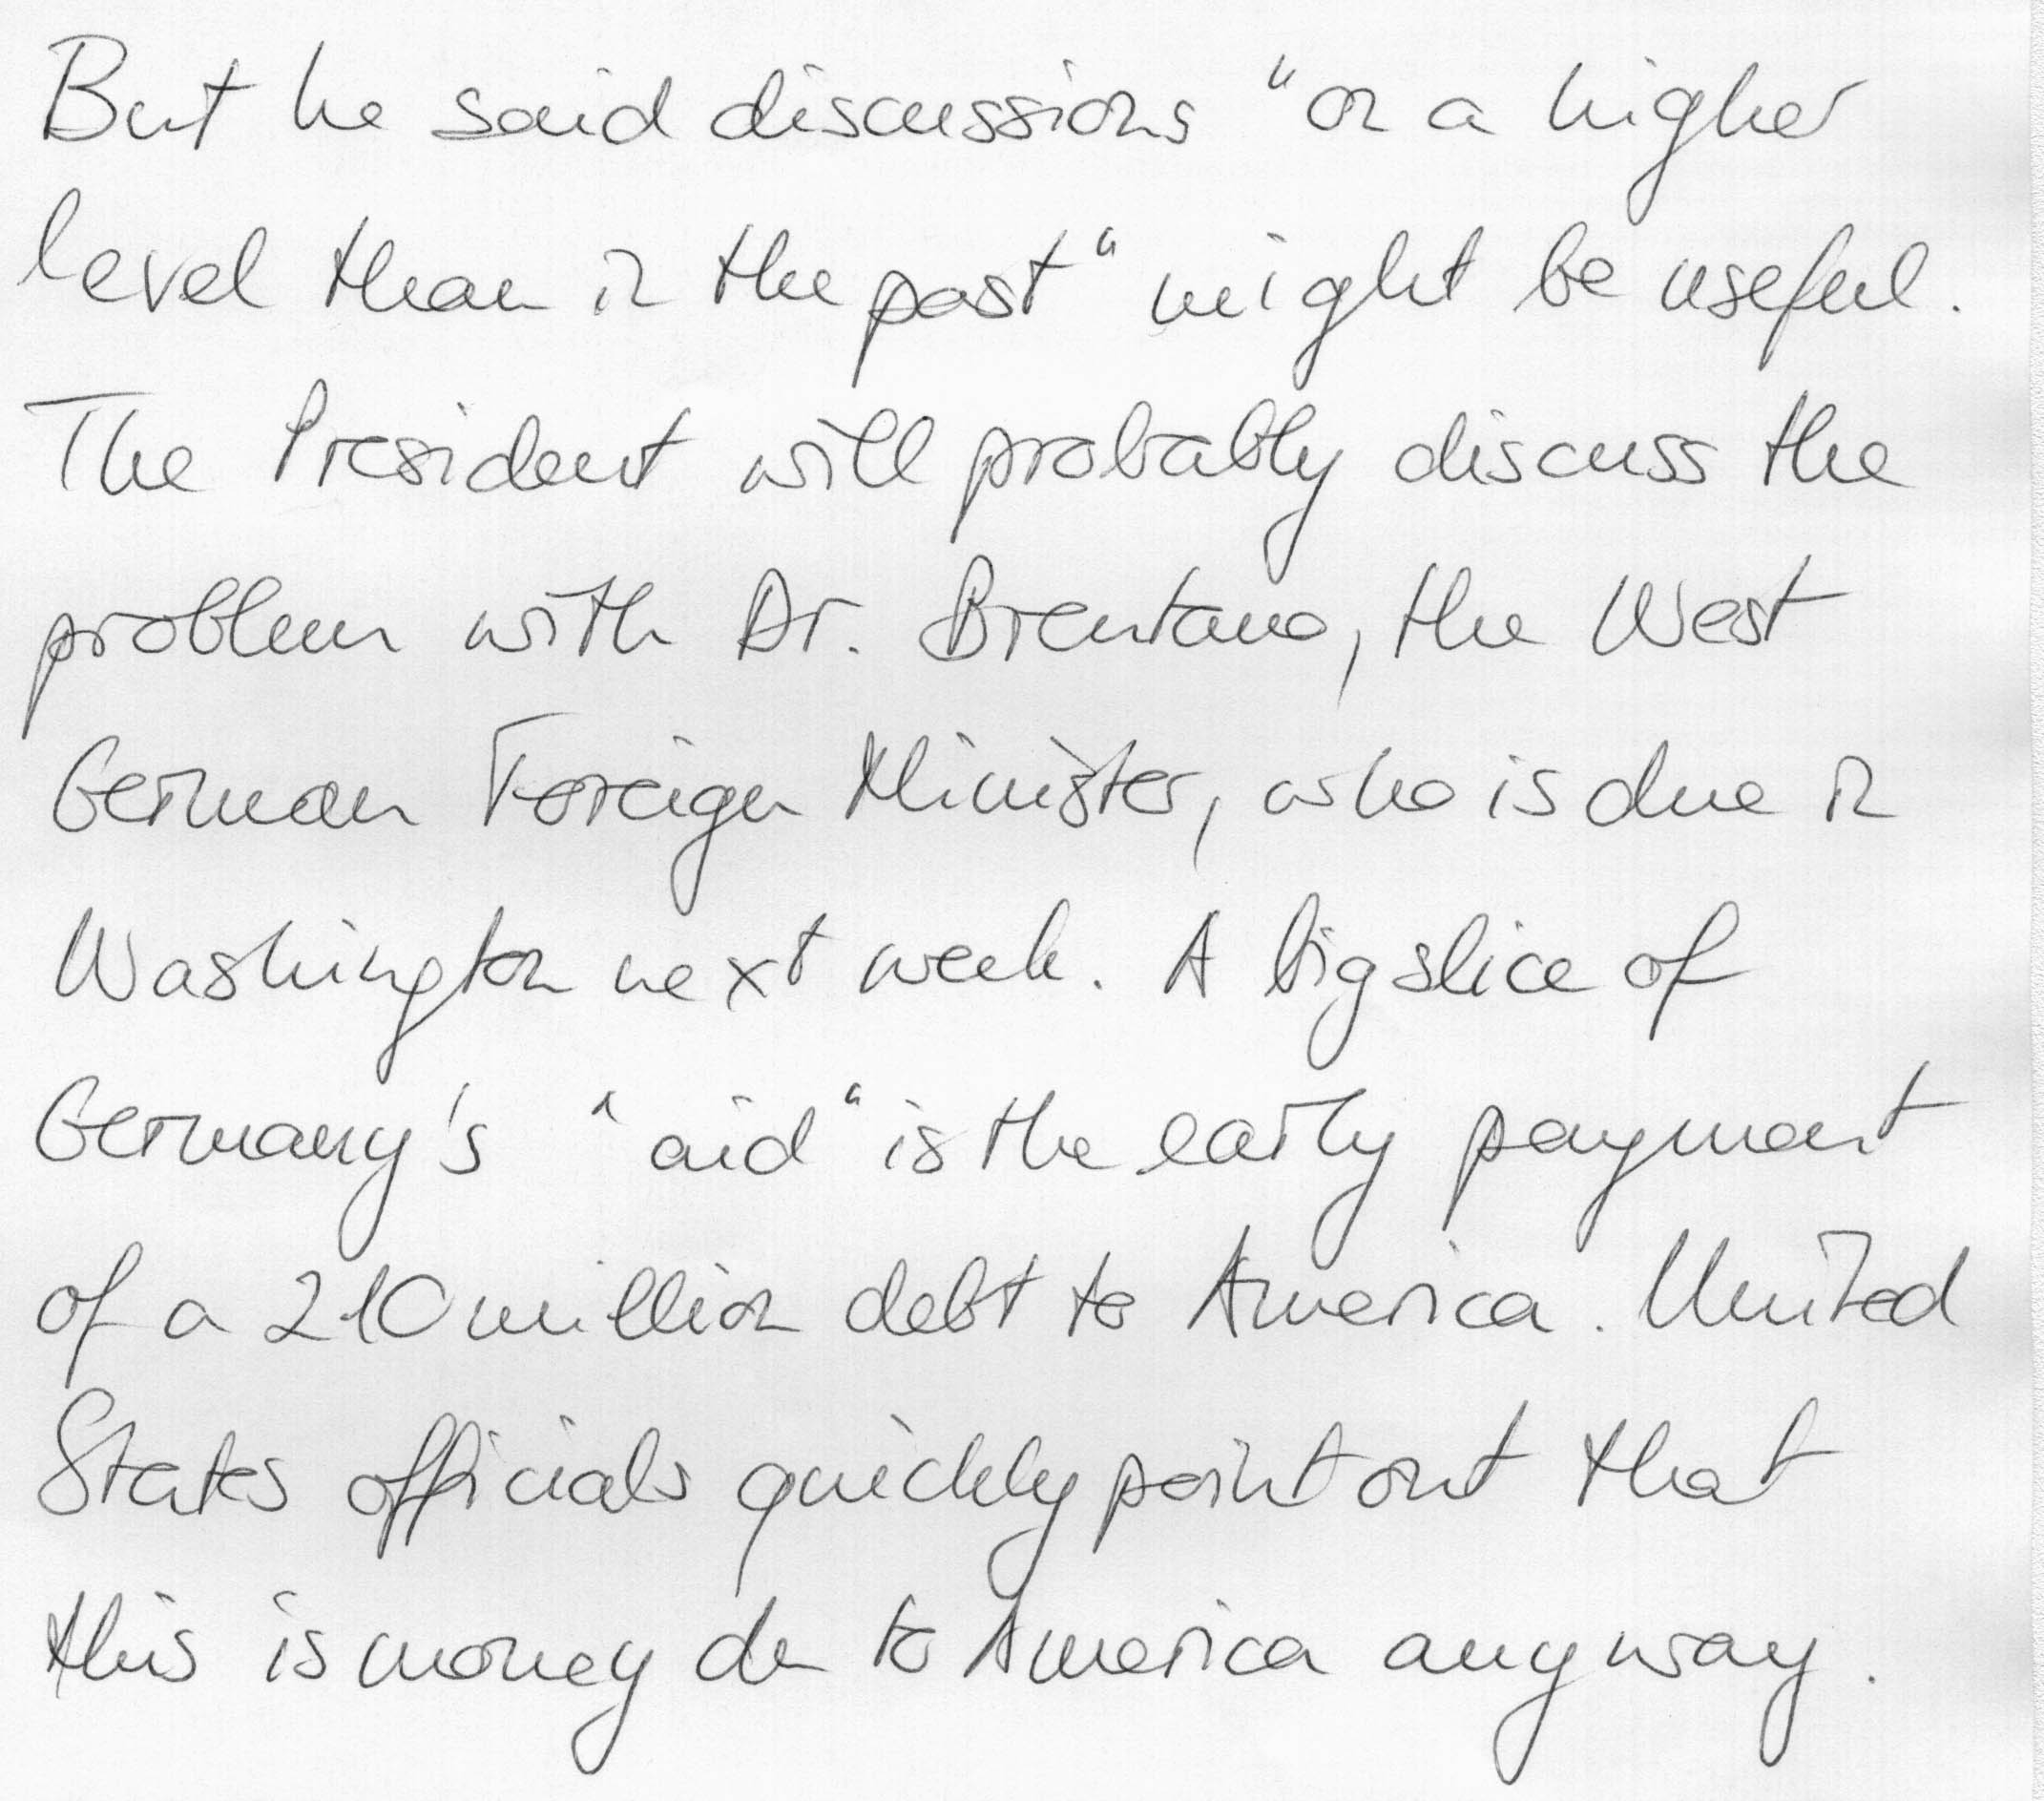 But he said discussions "on a higher
level than in the past" might be useful.
The President will probably discuss the
problem with Dr. Brentano, the West
German Foreign Minister, who is due in
Washington next week. A big slice of
Germany's "aid" is the early payment
of a 210 million debt to America. United
States officials quickly point out that
this is money du to America anyway.